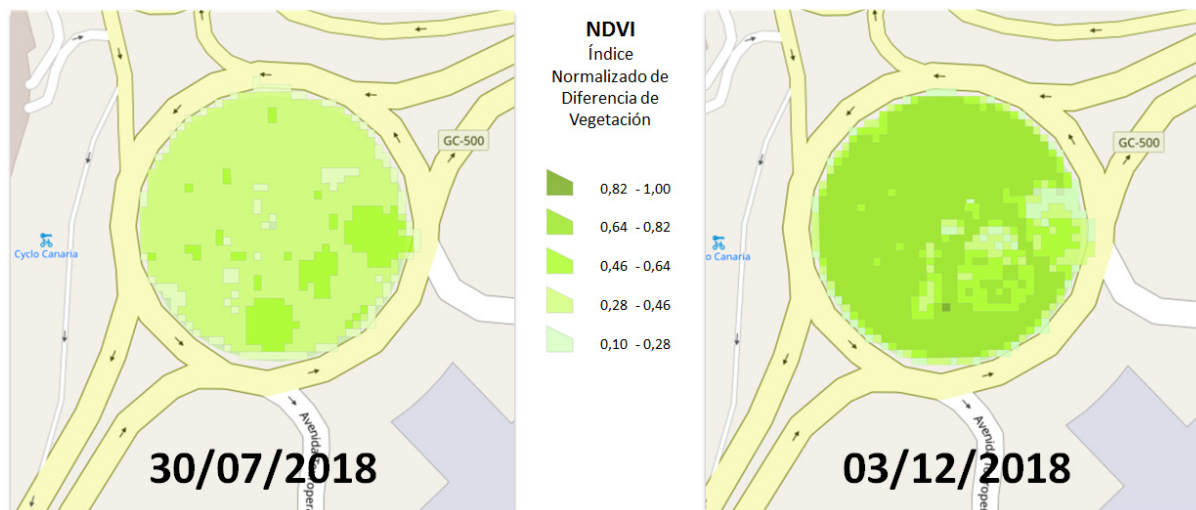 GC-500
Cyclo Canaria
30/07/2018
NDVI
Índice
Normalizado de
Diferencia de
Vegetación
0,82 - 1,00
0,64 - 0,82
0,46 - 0,64
0,28 - 0,46
0,10 - 0,28
GC-500
o Canaria
Avenida
03/12/2018
Avenida